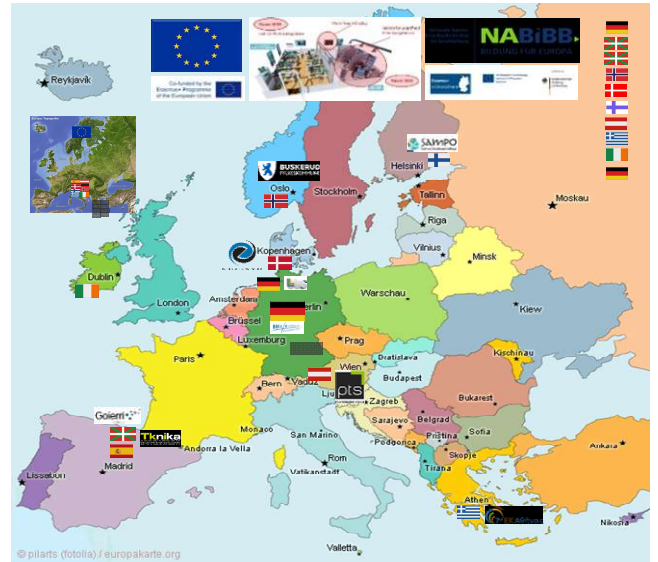 NABiBB
BILDUNG FÜR EUROPA
Co-funded by the
Erasmus+ Programme
of the European Union
Erasmus+
Reykjavík
SAMPO
Helsinki
BUSKERUD
Oslo
Stockholm
Tallinn
Moskau
Riga
Kopenhagen
Vilnius
Minsk
Dublin
London
Amsterdam
Berlin
Warschau
Brüssel
Kiew
Luxemburg
Prag
Paris
Kischinau
Wien
Bratislava
Budapest
Bern
Vaduz
Lju
pts
Zagreb
Bukarest
Goierri
Tknika
Monaco
San Marino
Sarajevo
Belgrad
Sofia
Andorra la Vella
Podgorica
Priština
Skopje
Ankara
Madrid
Rom
Vatikanstadt
Tirana
Lissabon
Athen
Nikosia
Valletta
© pilarts (fotolia) / europakarte.org